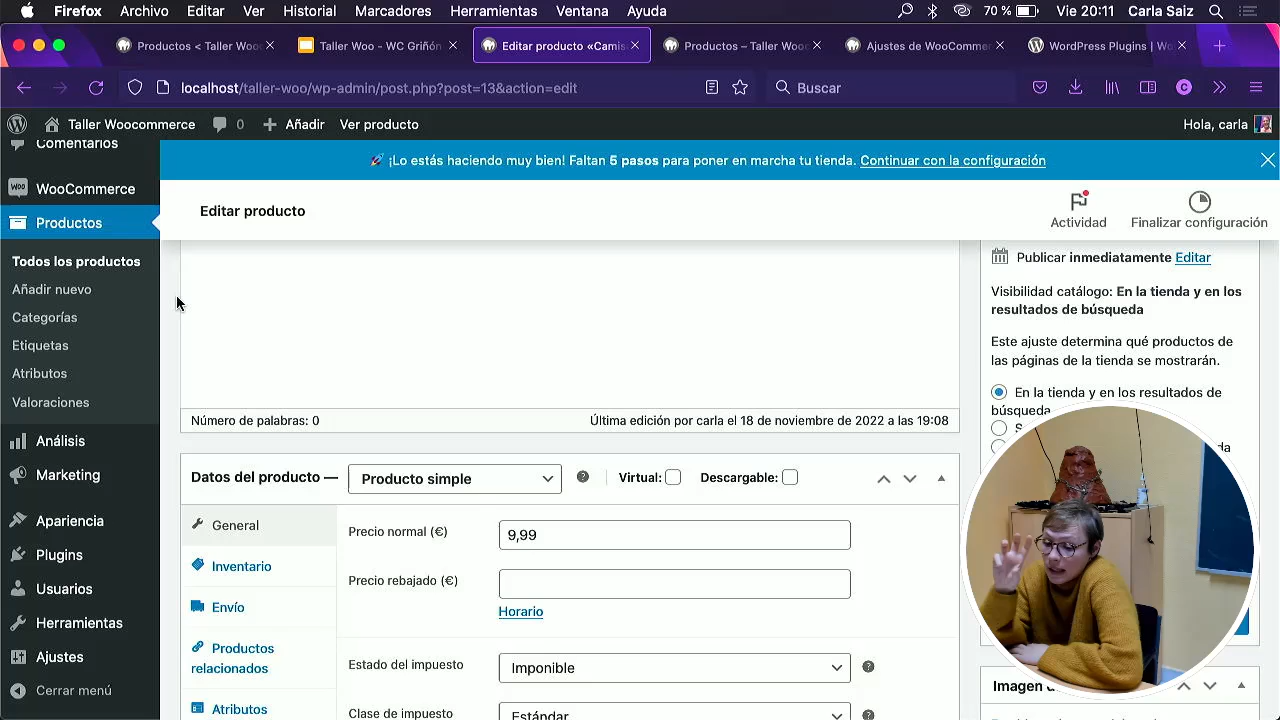 Firefox Archivo Editar Ver Historial Marcadores Herramientas Ventana Ayuda 70 % Vie 20:11 Carla Saiz
Productos < Taller Woo
Taller Woo - WC Griñón
Editar producto «Camis
Productos – Taller Wooc
Ajustes de WooCommer
WordPress Plugins | Wo
localhost/taller-woo/wp-admin/post.php?post=13&action=edit
Buscar
C
Taller Woocommerce 0 Añadir Ver producto
Hola, carla
Comentarios
WooCommerce
Productos
Todos los productos
Añadir nuevo
Categorías
Etiquetas
Atributos
Valoraciones
Análisis
Marketing
Apariencia
Plugins
Usuarios
Herramientas
Ajustes
Cerrar menú
¡Lo estás haciendo muy bien! Faltan 5 pasos para poner en marcha tu tienda. Continuar con la configuración
Editar producto
Actividad
Finalizar configuración
Número de palabras: 0
Última edición por carla el 18 de noviembre de 2022 a las 19:08
Datos del producto — Producto simple Virtual: Descargable:
General
Inventario
Envío
Productos
relacionados
Atributos
Precio normal (€) 9,99
Precio rebajado (€)
Horario
Estado del impuesto Imponible
Clase de impuesto Estándar
Publicar inmediatamente Editar
Visibilidad catálogo: En la tienda y en los
resultados de búsqueda
Este ajuste determina qué productos de
las páginas de la tienda se mostrarán.
En la tienda y en los resultados de
búsqueda
Imagen